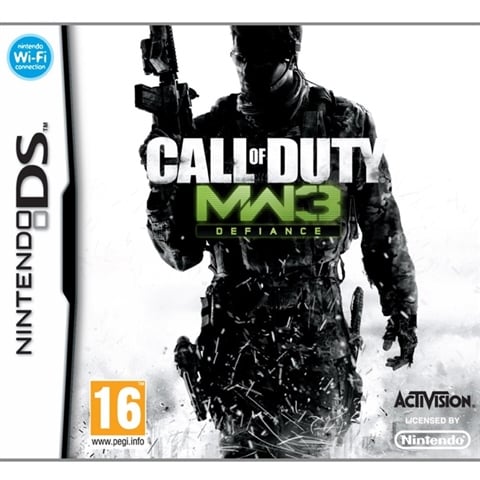 Nintendo
Wi-Fi
connection
NINTENDO DS
CALL OF DUTY
MW3
DEFIANCE
16
www.pegi.info
ACTIVISION.
LICENSED BY
Nintendo